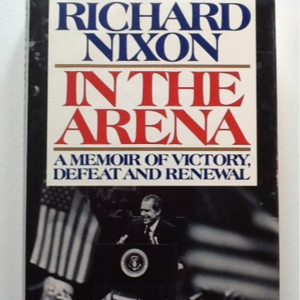 RICHARD
NIXON
IN THE
ARENA
A MEMOIR OF VICTORY,
DEFEAT AND RENEWAL